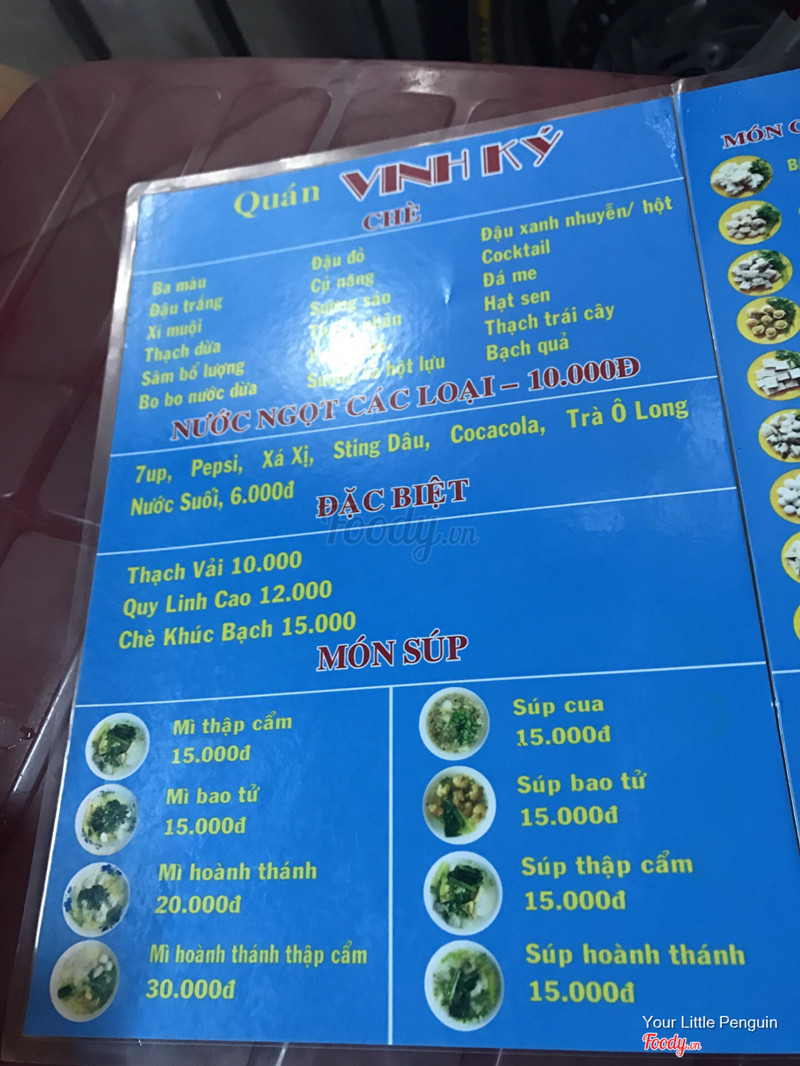 Quán VINH KÝ
CHÈ
Ba màu
Đậu trắng
Xí muội
Thạch dừa
Sâm bổ lượng
Bo bo nước dừa
Đậu đỏ
Củ năng
Sương sáo
hột lựu
Đậu xanh nhuyễn/ hột
Cocktail
Đá me
Hạt sen
Thạch trái cây
Bạch quả
NƯỚC NGỌT CÁC LOẠI – 10.000Đ
7up, Pepsi, Xá Xị, Sting Dâu, Cocacola, Trà Ô Long
Nước Suối, 6.000đ
ĐẶC BIỆT
Thạch Vải 10.000
Quy Linh Cao 12.000
Chè Khúc Bạch 15.000
MÓN SÚP
Mì thập cẩm
15.000đ
Mì bao tử
15.000đ
Mì hoành thánh
20.000đ
Mì hoành thánh thập cẩm
30.000đ
Súp cua
15.000đ
Súp bao tử
15.000đ
Súp thập cẩm
15.000đ
Súp hoành thánh
15.000đ
MÓN
Foody.vn
Your Little Penguin
Foody.vn